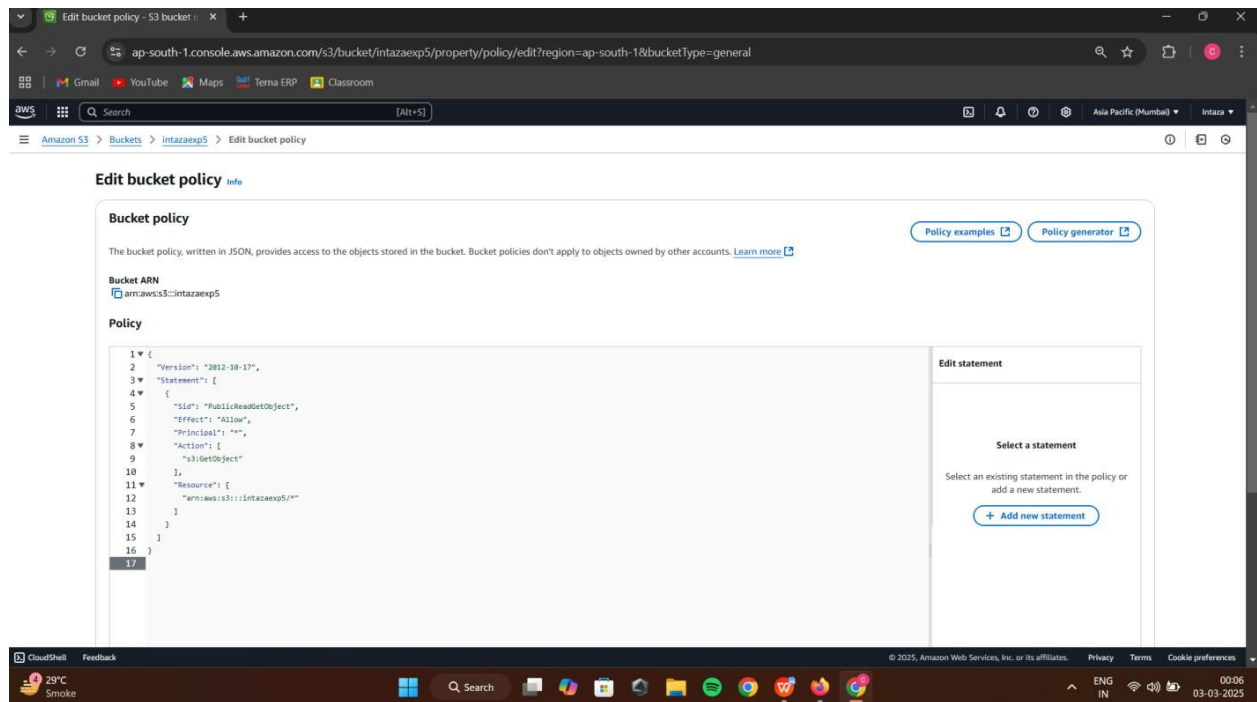 Edit bucket policy - S3 bucket
ap-south-1.console.aws.amazon.com/s3/bucket/intazaexp5/property/policy/edit?region=ap-south-1&bucketType=general
C
Gmail YouTube Maps Terna ERP Classroom
aws Search [Alt+S] Asia Pacific (Mumbai) Intaza
Amazon S3 > Buckets > intazaexp5 > Edit bucket policy
Edit bucket policy Info
Bucket policy
Policy examples Policy generator
The bucket policy, written in JSON, provides access to the objects stored in the bucket. Bucket policies don't apply to objects owned by other accounts. Learn more
Bucket ARN
arn:aws:s3:::intazaexp5
Policy
1 {
2 "Version": "2012-10-17",
3 "Statement": [
4 {
5 "Sid": "PublicReadGetObject",
6 "Effect": "Allow",
7 "Principal": "*",
8 "Action": [
9 "s3:GetObject"
10 ],
11 "Resource": [
12 "arn:aws:s3:::intazaexp5/*"
13 ]
14 }
15 ]
16 }
17
Edit statement
Select a statement
Select an existing statement in the policy or
add a new statement.
+ Add new statement
CloudShell Feedback © 2025, Amazon Web Services, Inc. or its affiliates. Privacy Terms Cookie preferences
4 29°C
Smoke
Search
ENG
IN
00:06
03-03-2025